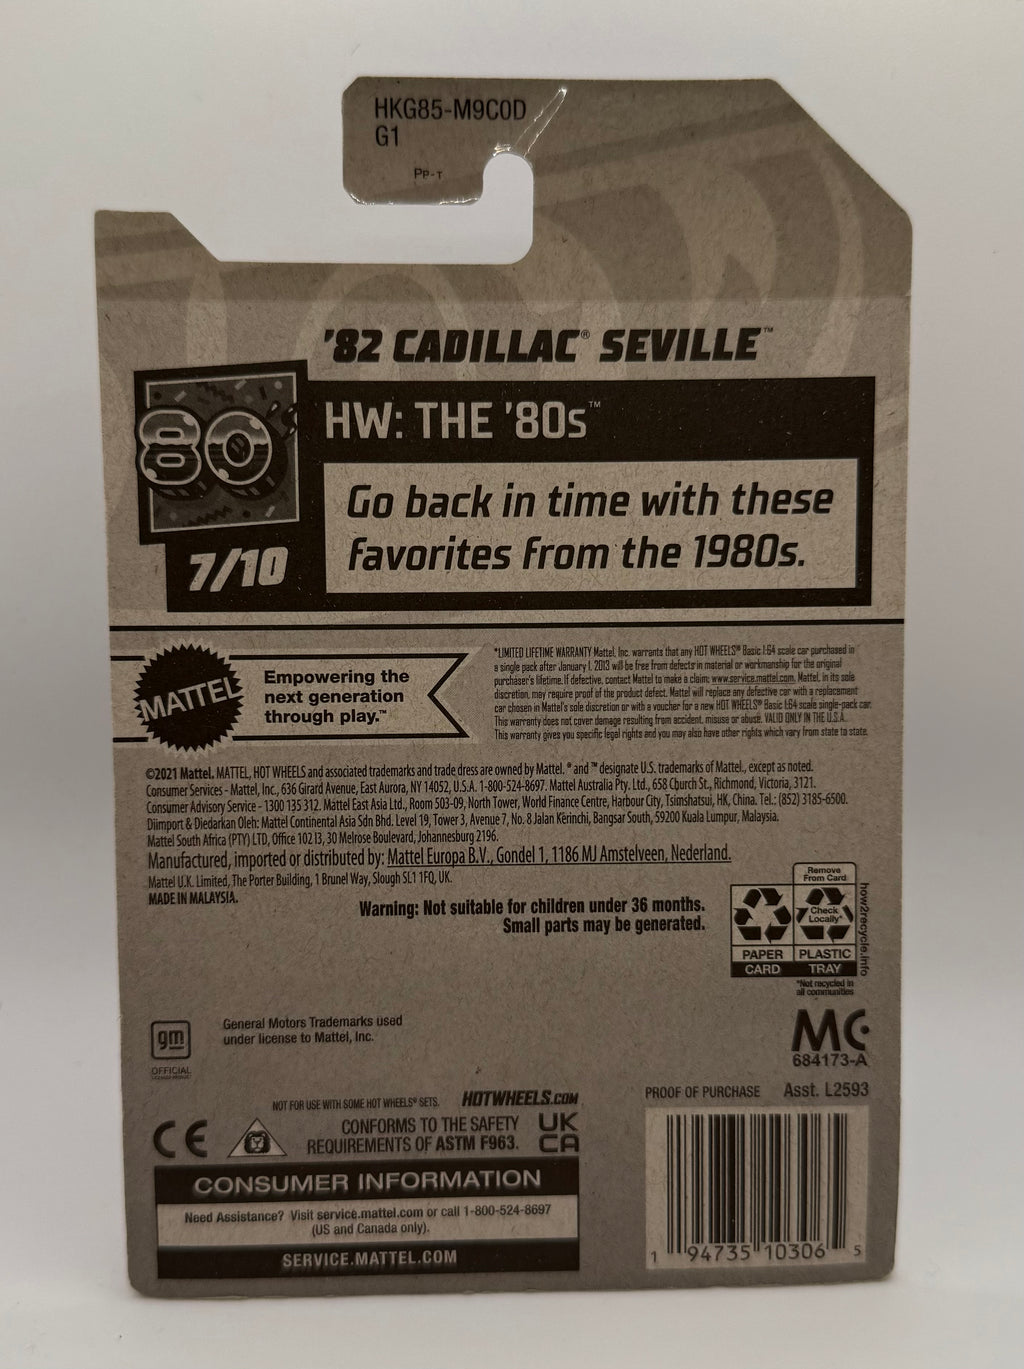 HKG85-M9C0D
G1
PP-T
'82 CADILLAC® SEVILLE™
80's
HW: THE '80s™
Go back in time with these
favorites from the 1980s.
7/10
MATTEL
Empowering the
next generation
through play.™
*LIMITED LIFETIME WARRANTY Mattel, Inc. warrants that any HOT WHEELS® Basic 1:64 scale car purchased in
a single pack after January 1, 2013 will be free from defects in material or workmanship for the original
purchaser's lifetime. If defective, contact Mattel to make a claim: www.service.mattel.com. Mattel, in its sole
discretion, may require proof of the product defect. Mattel will replace any defective car with a replacement
car chosen in Mattel's sole discretion or with a voucher for a new HOT WHEELS® Basic 1:64 scale single-pack car.
This warranty does not cover damage resulting from accident, misuse or abuse. VALID ONLY IN THE U.S.A.
This warranty gives you specific legal rights and you may also have other rights which vary from state to state.
©2021 Mattel. MATTEL, HOT WHEELS and associated trademarks and trade dress are owned by Mattel. ® and ™ designate U.S. trademarks of Mattel., except as noted.
Consumer Services - Mattel, Inc., 636 Girard Avenue, East Aurora, NY 14052, U.S.A. 1-800-524-8697. Mattel Australia Pty. Ltd., 658 Church St., Richmond, Victoria, 3121.
Consumer Advisory Service - 1300 135 312. Mattel East Asia Ltd., Room 503-09, North Tower, World Finance Centre, Harbour City, Tsimshatsui, HK, China. Tel.: (852) 3185-6500.
Diimport & Diedarkan Oleh: Mattel Continental Asia Sdn Bhd. Level 19, Tower 3, Avenue 7, No. 8 Jalan Kerinchi, Bangsar South, 59200 Kuala Lumpur, Malaysia.
Mattel South Africa (PTY) LTD, Office 102 I3, 30 Melrose Boulevard, Johannesburg 2196.
Manufactured, imported or distributed by: Mattel Europa B.V., Gondel 1, 1186 MJ Amstelveen, Nederland.
Mattel U.K. Limited, The Porter Building, 1 Brunel Way, Slough SL1 1FQ, UK.
MADE IN MALAYSIA.
Warning: Not suitable for children under 36 months.
Small parts may be generated.
Remove
From Card
Check
Locally*
PAPER PLASTIC
CARD TRAY
*Not recycled in
all communities
how2recycle.info
gm
OFFICIAL
General Motors Trademarks used
under license to Mattel, Inc.
MC
684173-A
NOT FOR USE WITH SOME HOT WHEELS® SETS.
HOTWHEELS.COM
CE
CONFORMS TO THE SAFETY
REQUIREMENTS OF ASTM F963.
UK
CA
PROOF OF PURCHASE Asst. L2593
CONSUMER INFORMATION
Need Assistance? Visit service.mattel.com or call 1-800-524-8697
(US and Canada only).
SERVICE.MATTEL.COM
1 94735 10306 5